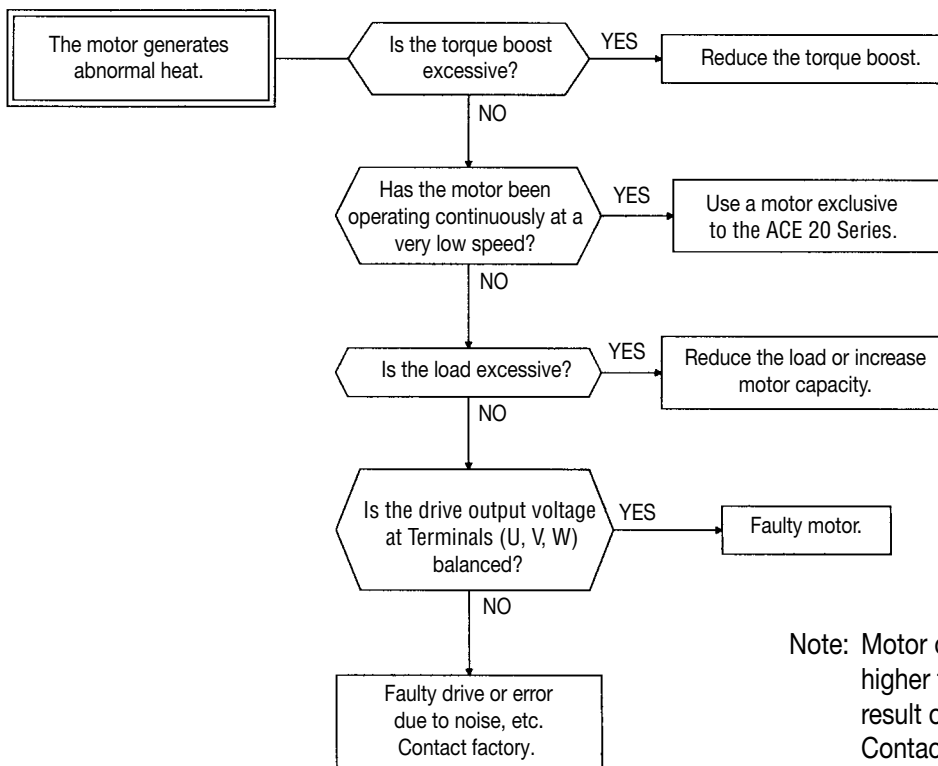 The motor generates
abnormal heat.
Is the torque boost
excessive?
YES
Reduce the torque boost.
NO
Has the motor been
operating continuously at a
very low speed?
YES
Use a motor exclusive
to the ACE 20 Series.
NO
Is the load excessive?
YES
Reduce the load or increase
motor capacity.
NO
Is the drive output voltage
at Terminals (U, V, W)
balanced?
YES
Faulty motor.
NO
Faulty drive or error
due to noise, etc.
Contact factory.
Note: Motor
higher
result